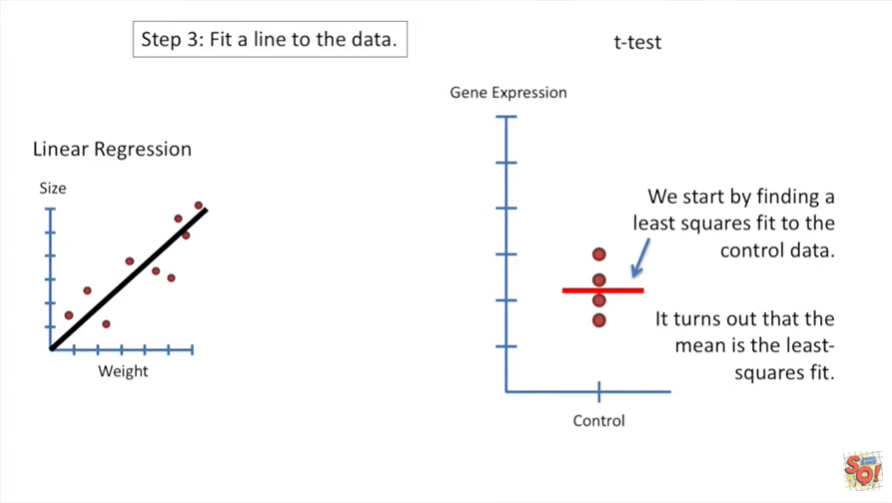 Step 3: Fit a line to the data.
t-test
Gene Expression
Linear Regression
Size
We start by finding a
least squares fit to the
control data.
It turns out that the
mean is the least-
squares fit.
Weight
Control
SQ!